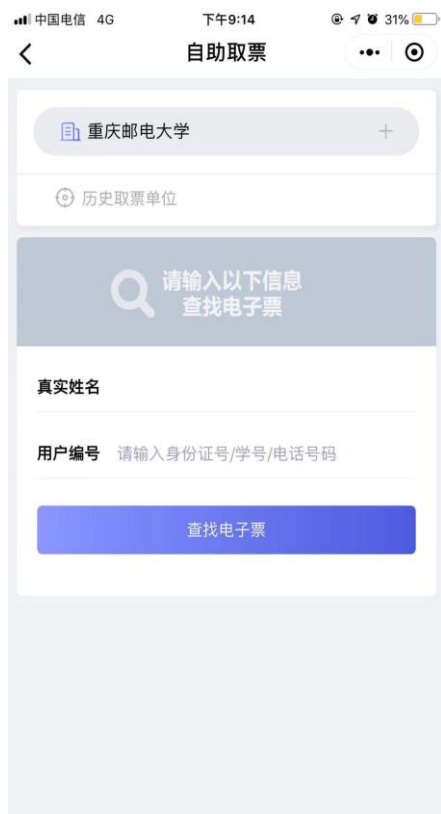 中国电信 4G 下午9:14 31%
自助取票
重庆邮电大学
历史取票单位
请输入以下信息
查找电子票
真实姓名
用户编号 请输入身份证号/学号/电话号码
查找电子票